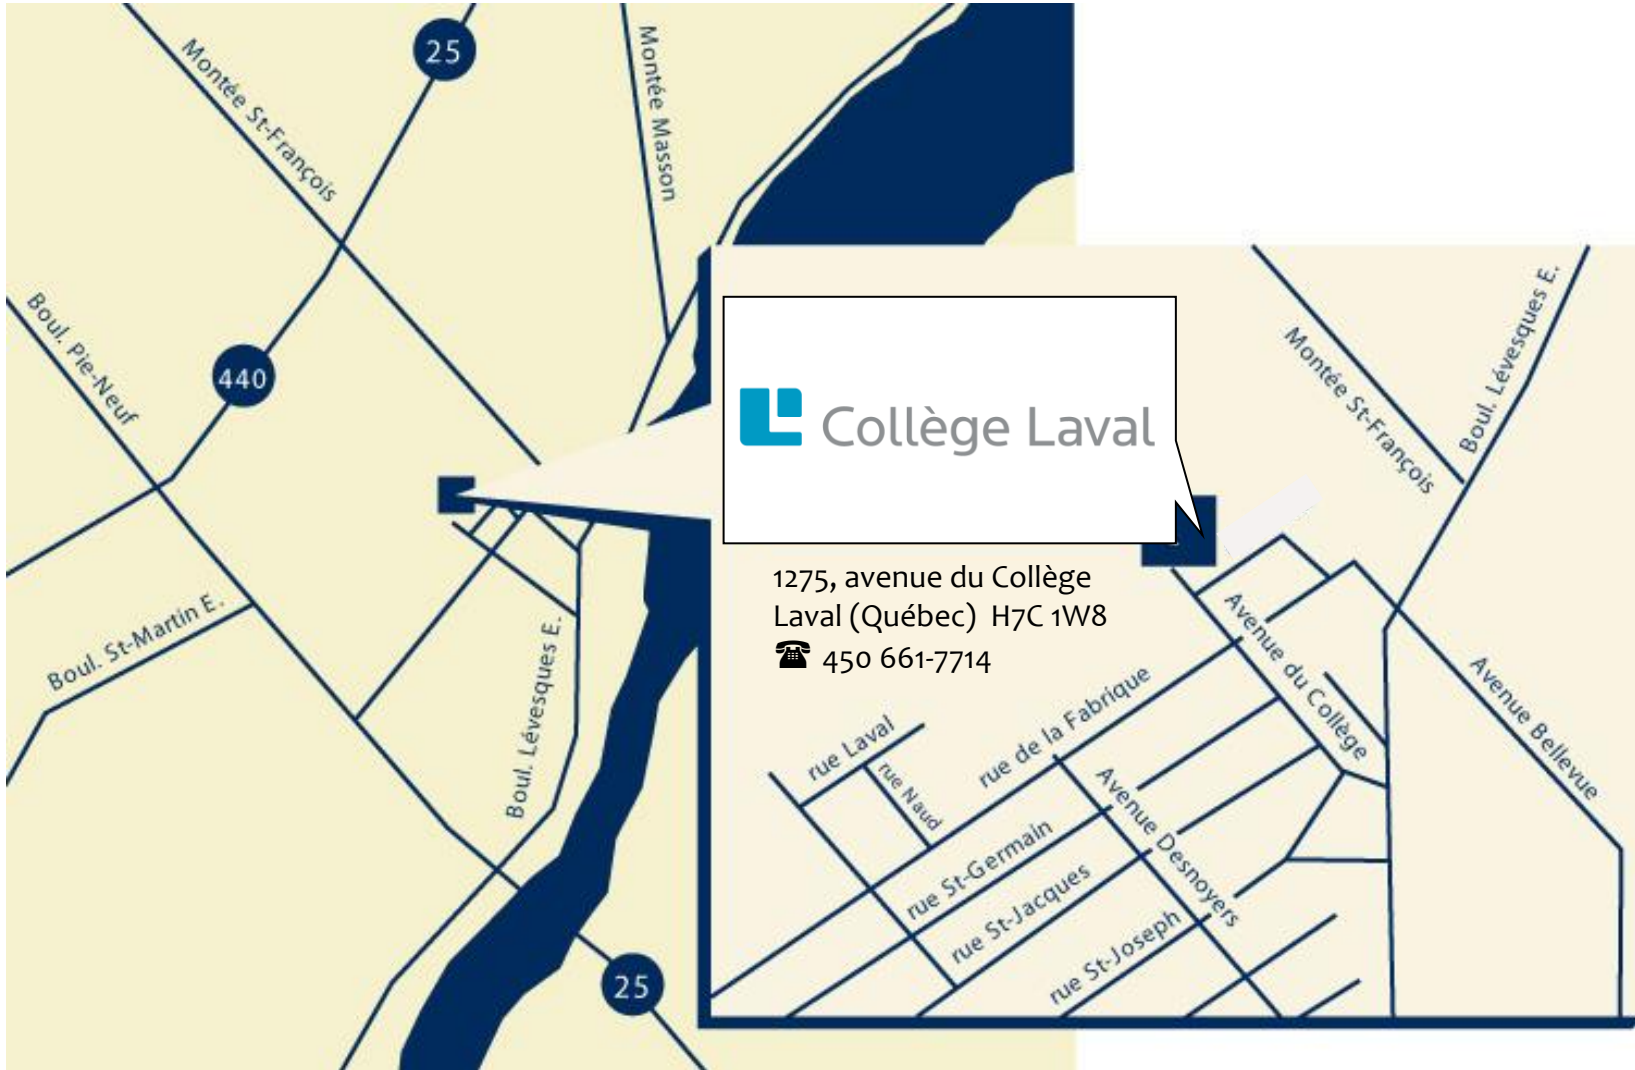 25
Montée St-François
Montée Masson
Boul. Pie-Neuf
440
Boul. St-Martin E.
Boul. Lévesques E.
25
Collège Laval
1275, avenue du Collège
Laval (Québec)  H7C 1W8
☎ 450 661-7714
Montée St-François
Boul. Lévesques E.
Avenue du Collège
Avenue Bellevue
rue de la Fabrique
rue Laval
rue Naud
Avenue Desnoyers
rue St-Germain
rue St-Jacques
rue St-Joseph